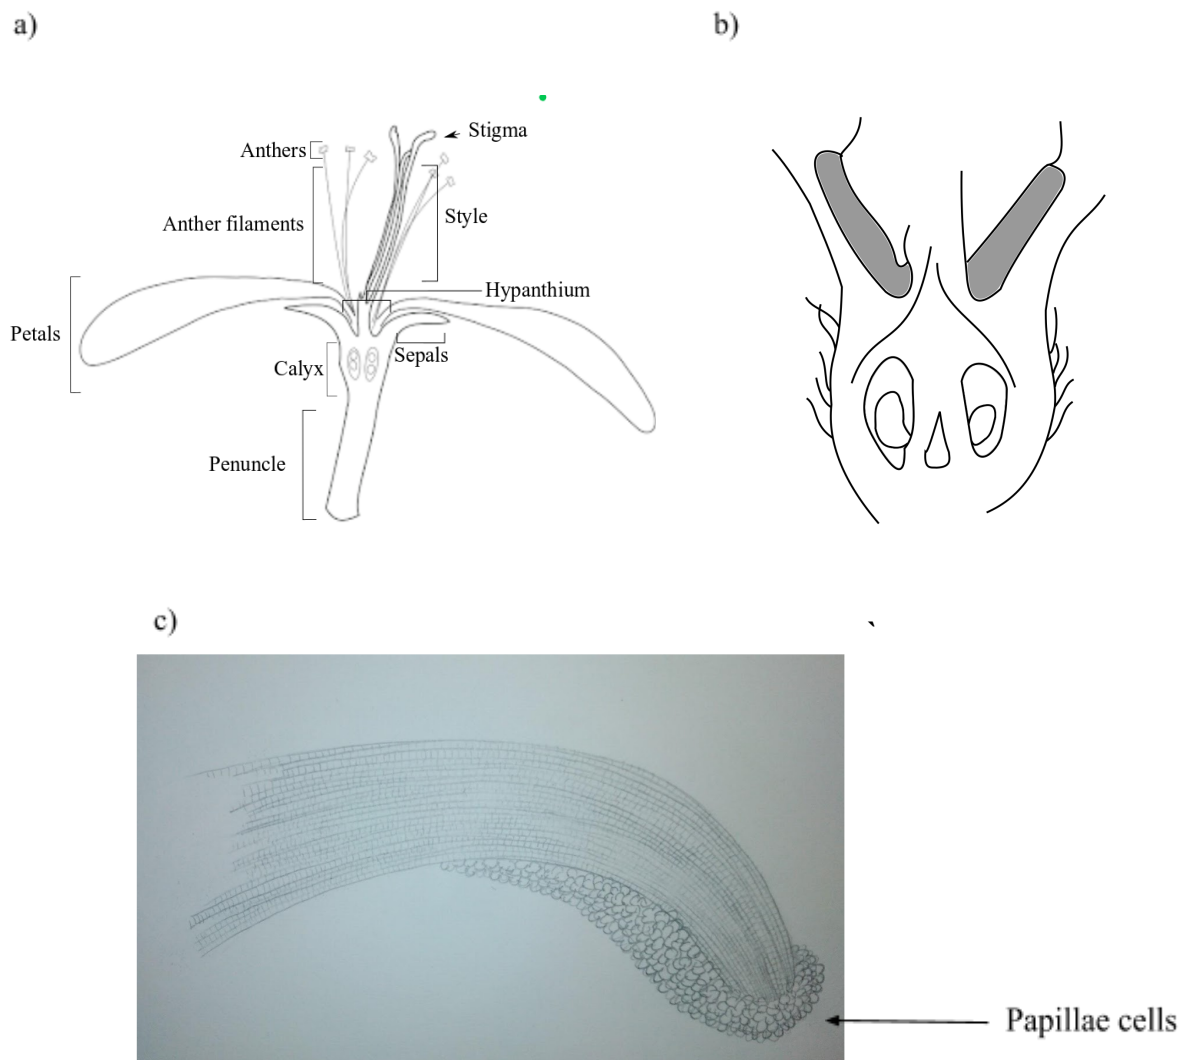 a)
b)
Stigma
Anthers
Anther filaments
Style
Hypanthium
Petals
Sepals
Calyx
Penuncle
c)
Papillae cells